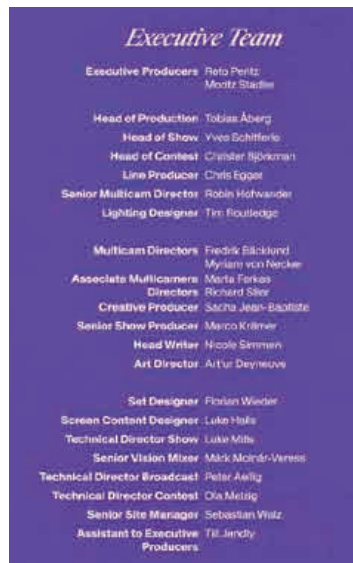 Executive Team
Executive Producers Reto Peritz
Moritz Stadler
Head of Production Tobias Åberg
Head of Show Yves Schifferle
Head of Contest Christer Björkman
Line Producer Chris Egger
Senior Multicam Director Robin Hofwander
Lighting Designer Tim Routledge
Multicam Directors Fredrik Bäcklund
Myriam von Necker
Associate Multicamera Marta Farkas
Directors Richard Stier
Creative Producer Sacha Jean-Baptiste
Senior Show Producer Marco Krämer
Head Writer Nicole Simmen
Art Director Art'ur Deyneuve
Set Designer Florian Wieder
Screen Content Designer Luke Halls
Technical Director Show Luke Mills
Senior Vision Mixer Márk Molnár-Veress
Technical Director Broadcast Peter Aellig
Technical Director Contest Ola Melzig
Senior Site Manager Sebastian Walz
Assistant to Executive Till Jendly
Producers